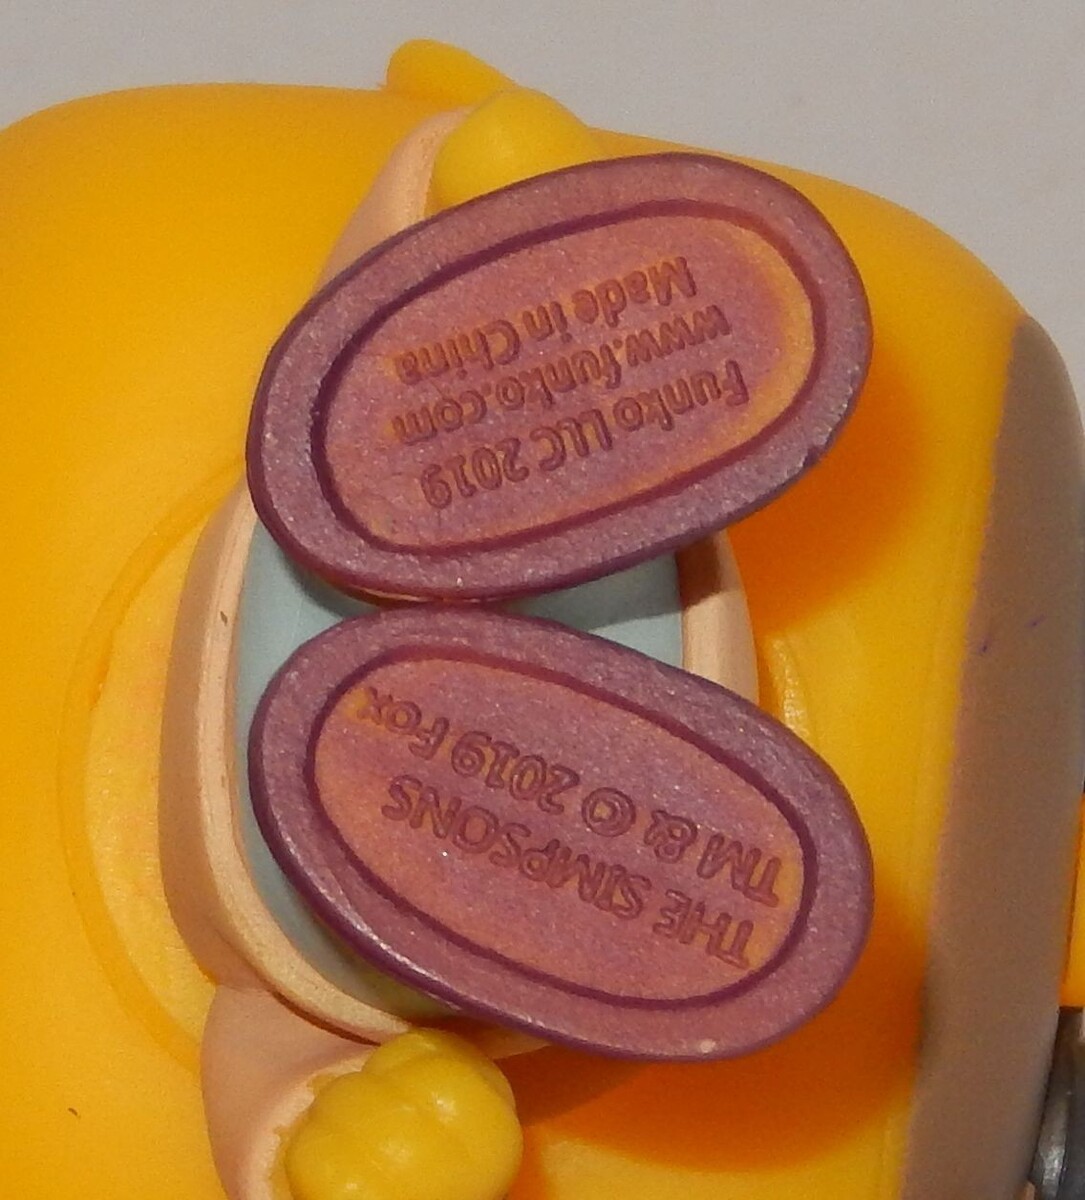 Funko LLC 2019
www.funko.com
Made in China
THE SIMPSONS
TM & © 2019 Fox